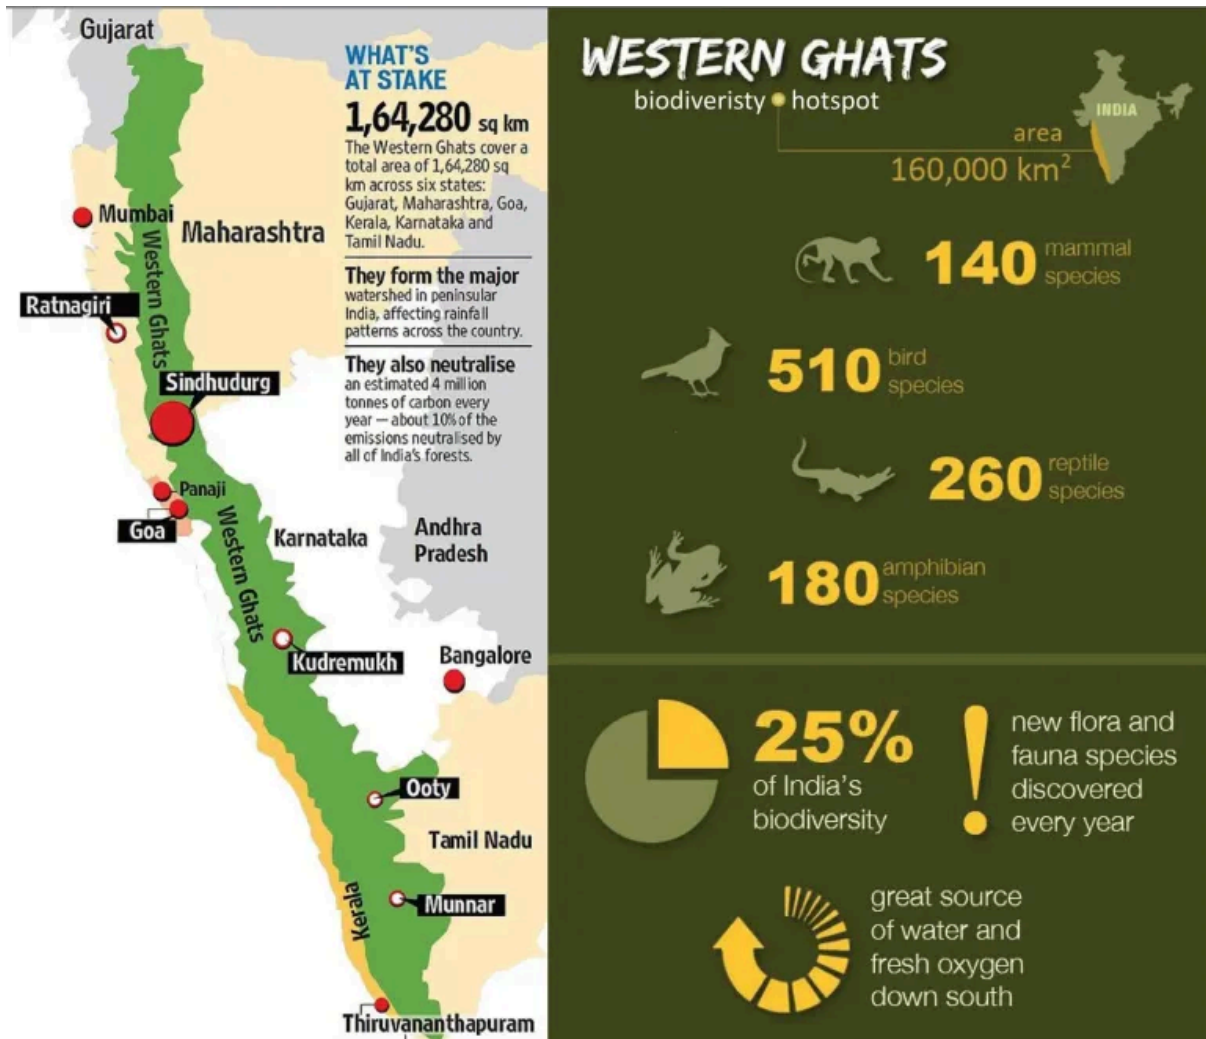 Gujarat
WHAT'S
AT STAKE
1,64,280 sq km
The Western Ghats cover a
total area of 1,64,280 sq
km across six states:
Gujarat, Maharashtra, Goa,
Kerala, Karnataka and
Tamil Nadu.
They form the major
watershed in peninsular
India, affecting rainfall
patterns across the country.
They also neutralise
an estimated 4 million
tonnes of carbon every
year — about 10% of the
emissions neutralised by
all of India's forests.
Mumbai
Maharashtra
Western Ghats
Ratnagiri
Sindhudurg
Panaji
Goa
Western Ghats
Karnataka
Andhra
Pradesh
Kudremukh
Bangalore
Ooty
Tamil Nadu
Munnar
Kerala
Thiruvananthapuram
WESTERN GHATS
biodiveristy hotspot
INDIA
area
160,000 km²
140 mammal
species
510 bird
species
260 reptile
species
180 amphibian
species
25%
of India's
biodiversity
new flora and
fauna species
discovered
every year
great source
of water and
fresh oxygen
down south